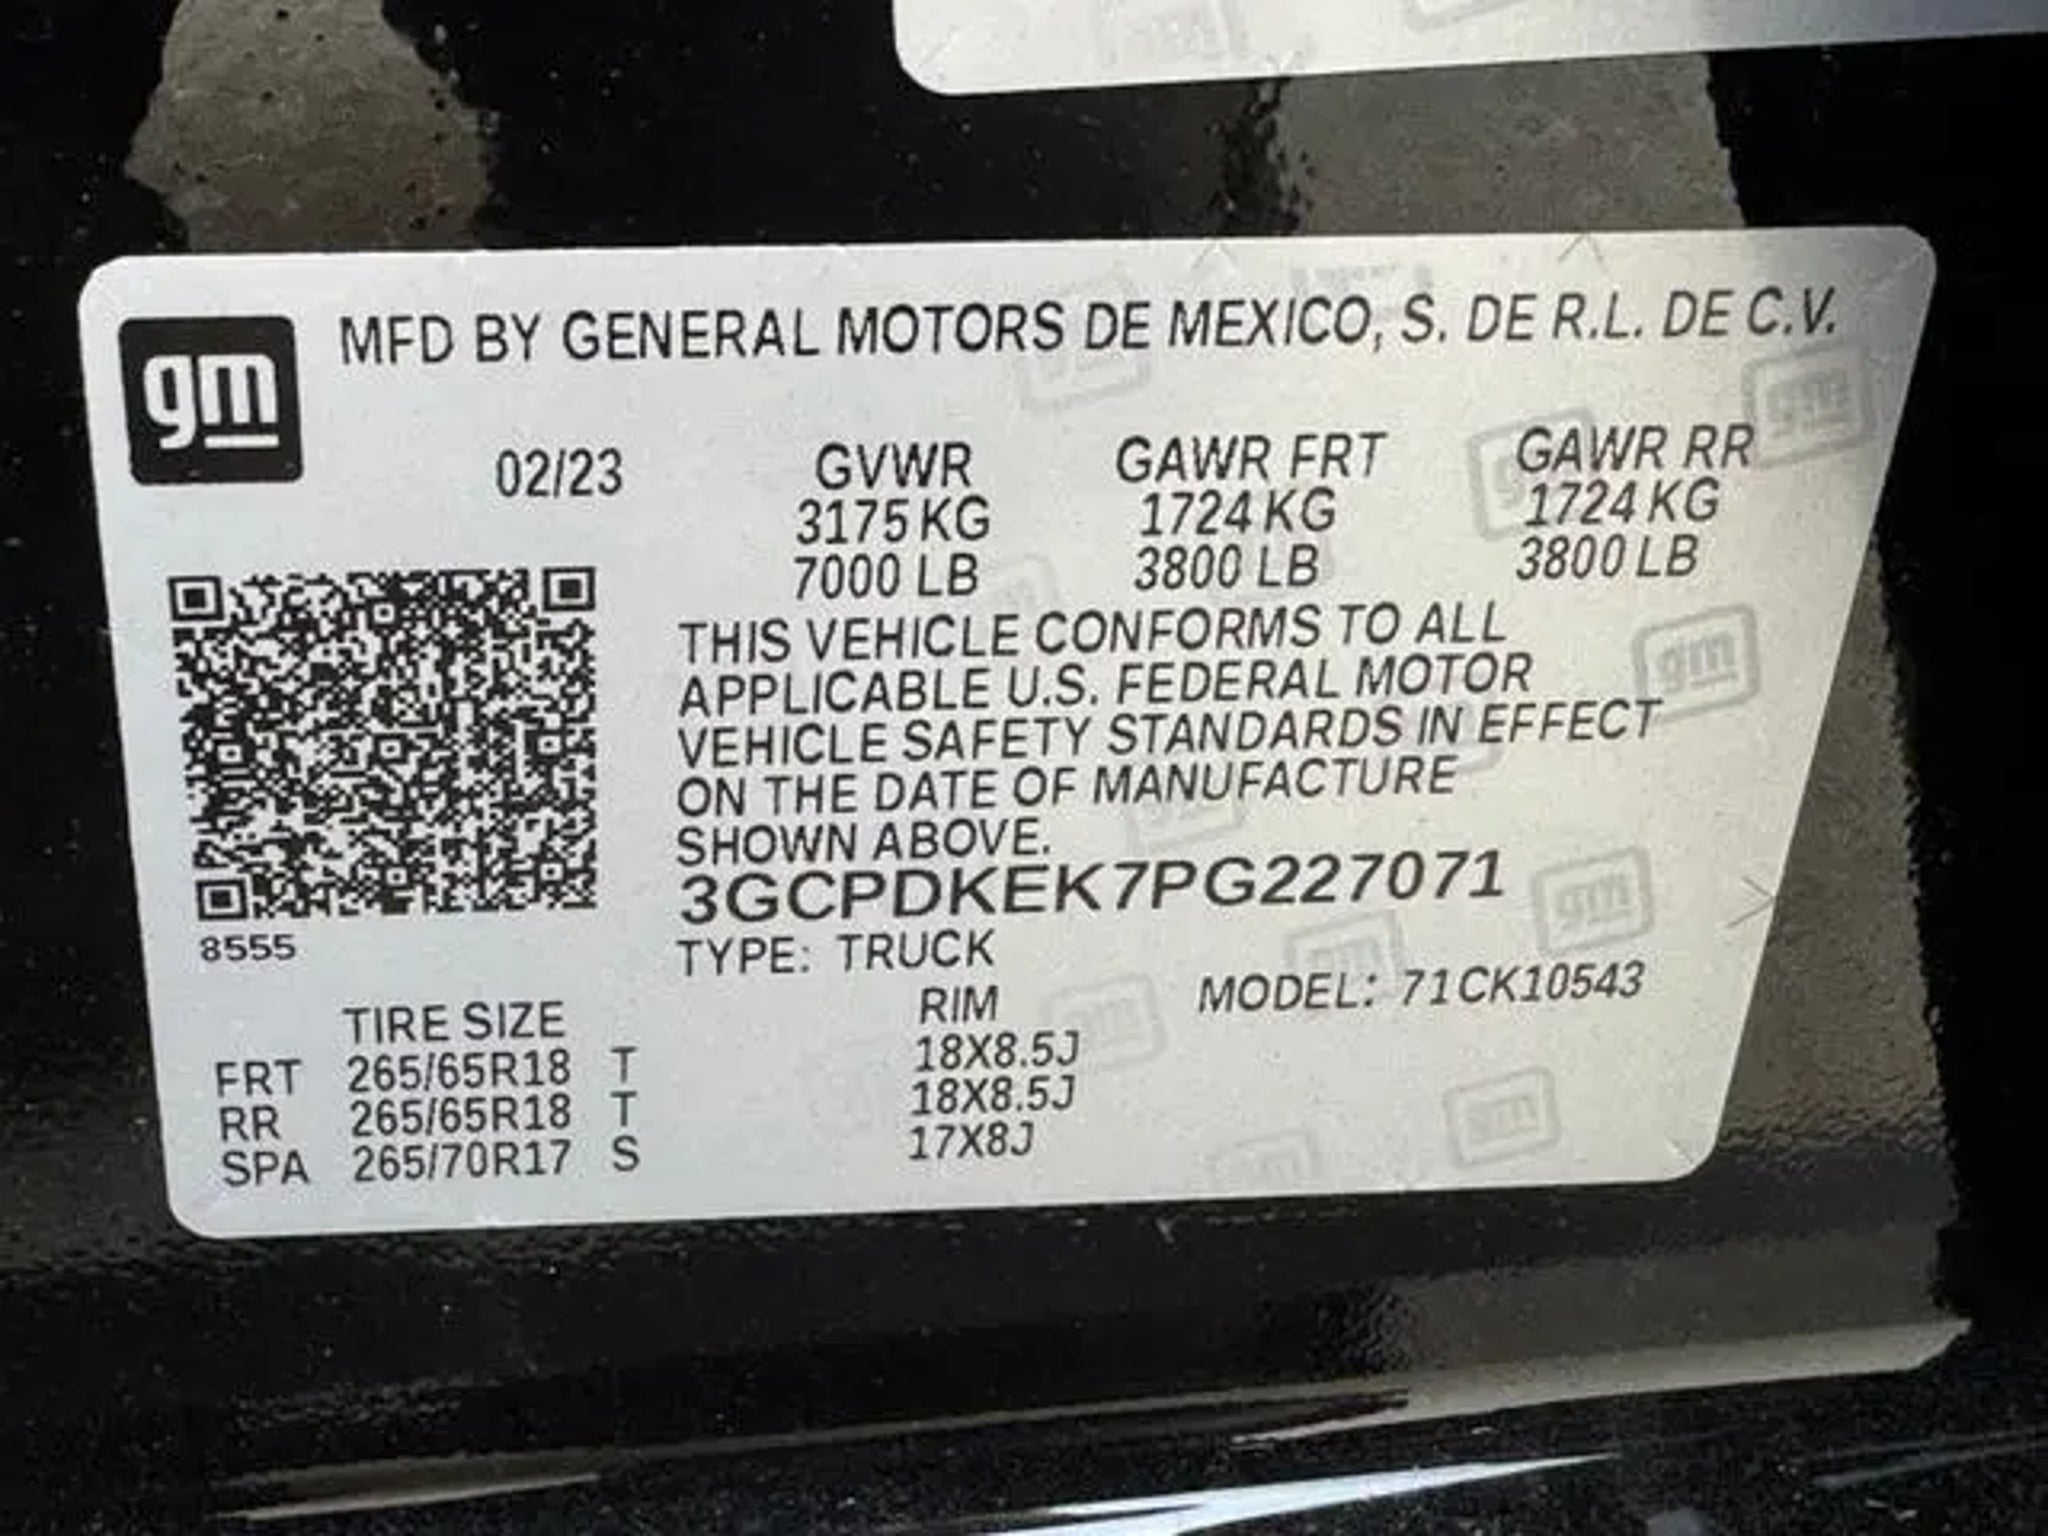 gm
MFD BY GENERAL MOTORS DE MEXICO, S. DE R.L. DE C.V.
02/23 GVWR GAWR FRT GAWR RR
3175 KG 1724 KG 1724 KG
7000 LB 3800 LB 3800 LB
THIS VEHICLE CONFORMS TO ALL
APPLICABLE U.S. FEDERAL MOTOR
VEHICLE SAFETY STANDARDS IN EFFECT
ON THE DATE OF MANUFACTURE
SHOWN ABOVE.
3GCPDKEK7PG227071
8555
TYPE: TRUCK
MODEL: 71CK10543
TIRE SIZE RIM
FRT 265/65R18 T 18X8.5J
RR 265/65R18 T 18X8.5J
SPA 265/70R17 S 17X8J